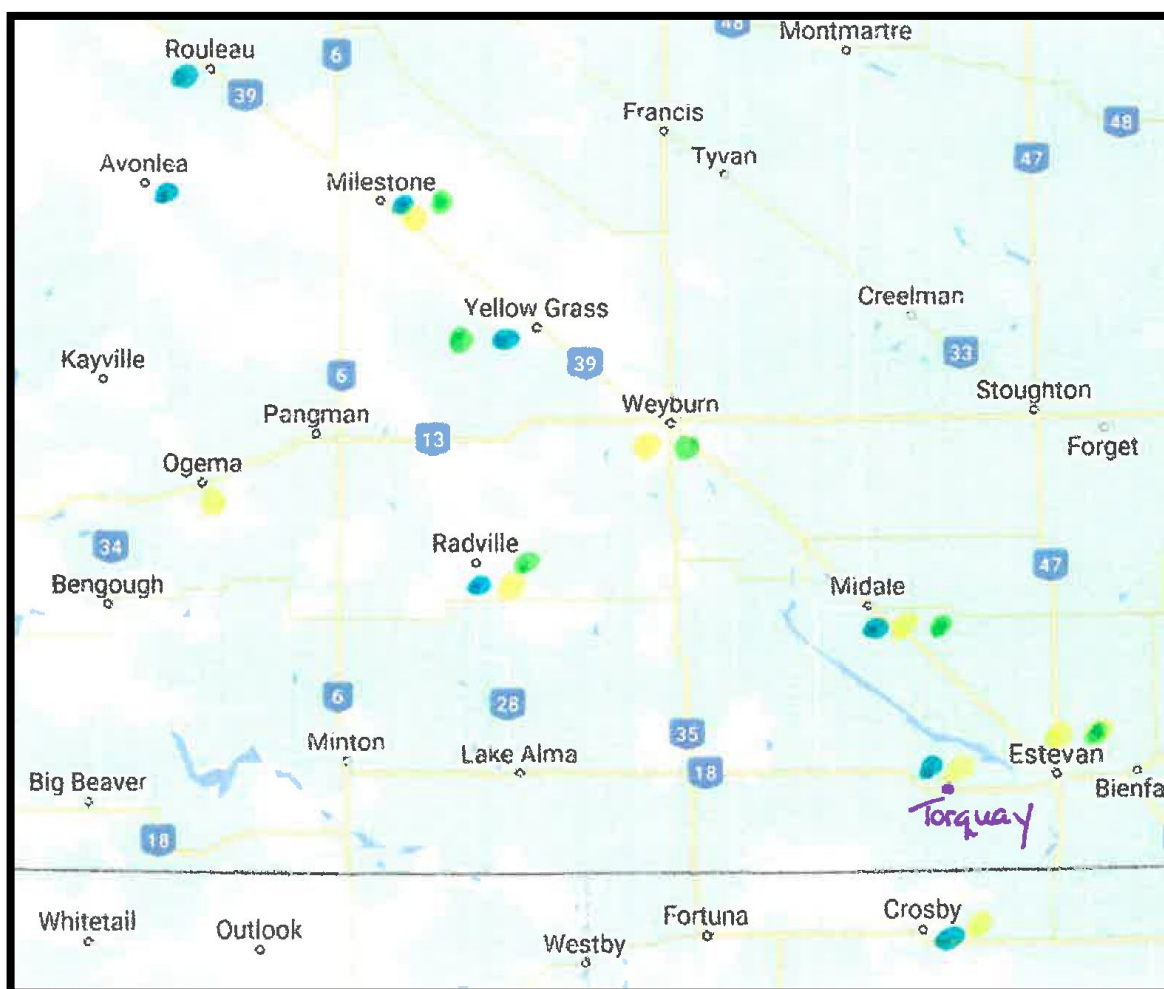 48
Montmartre
Rouleau
6
39
Francis
48
Tyvan
47
Avonlea
Milestone
Creelman
Yellow Grass
33
Kayville
39
6
Stoughton
Weyburn
Pangman
13
Forget
Ogema
34
Radville
47
Bengough
Midale
6
28
35
Minton
Lake Alma
18
Estevan
Big Beaver
Bienfa
Torquay
18
Whitetail
Outlook
Westby
Fortuna
Crosby